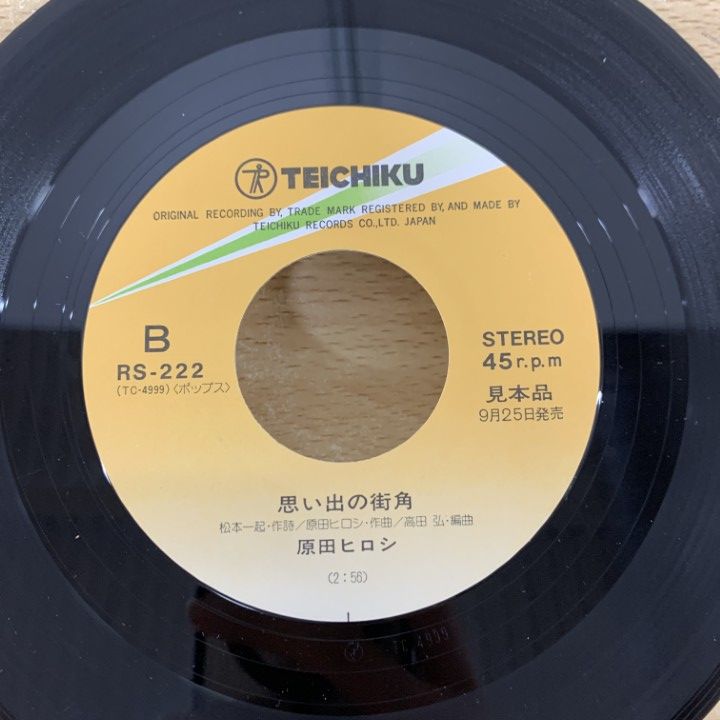 TEICHIKU
ORIGINAL RECORDING BY, TRADE MARK REGISTERED BY, AND MADE BY
TEICHIKU RECORDS CO.,LTD. JAPAN
B
RS-222
(TC-4999)〈ポップス〉
STEREO
45 r.p.m
見本品
9月25日発売
思い出の街角
松本一起・作詩／原田ヒロシ・作曲／高田 弘・編曲
原田ヒロシ
(2:56)
TC 4999